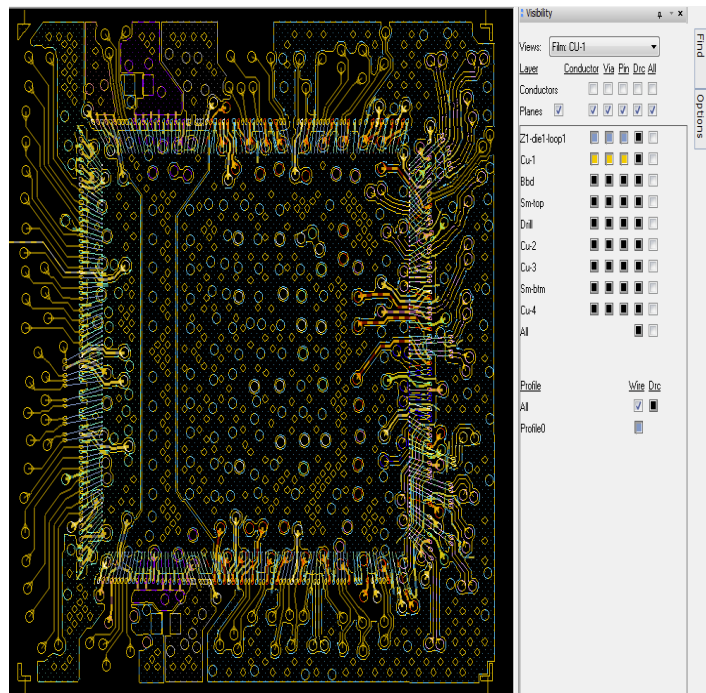 Visibility
Views: Film: CU-1
Layer Conductor Via Pin Drc All
Conductors
Planes
Z1-die1-loop1
Cu-1
Bbd
Sm-top
Drill
Cu-2
Cu-3
Sm-btm
Cu-4
All
Profile Wire Drc
All
Profile0
Find
Options